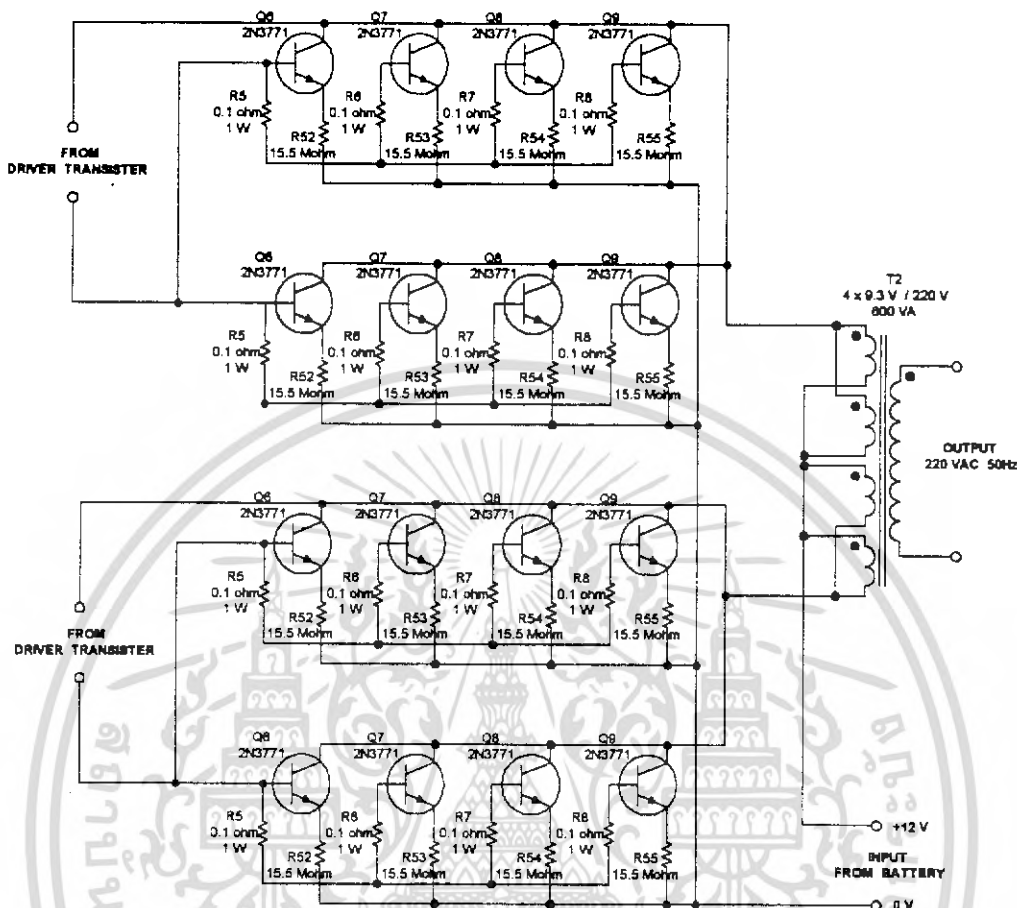 Q6 Q7 Q8 Q9
2N3771 2N3771 2N3771 2N3771
R5 R6 R7 R8
0.1 ohm 0.1 ohm 0.1 ohm 0.1 ohm
1 W 1 W 1 W 1 W
R52 R53 R54 R55
15.5 Mohm 15.5 Mohm 15.5 Mohm 15.5 Mohm
FROM
DRIVER TRANSISTER
Q6 Q7 Q8 Q9
2N3771 2N3771 2N3771 2N3771
R5 R6 R7 R8
0.1 ohm 0.1 ohm 0.1 ohm 0.1 ohm
1 W 1 W 1 W 1 W
R52 R53 R54 R55
15.5 Mohm 15.5 Mohm 15.5 Mohm 15.5 Mohm
T2
4 x 9.3 V / 220 V
600 VA
OUTPUT
220 VAC 50Hz
Q6 Q7 Q8 Q9
2N3771 2N3771 2N3771 2N3771
R5 R6 R7 R8
0.1 ohm 0.1 ohm 0.1 ohm 0.1 ohm
1 W 1 W 1 W 1 W
R52 R53 R54 R55
15.5 Mohm 15.5 Mohm 15.5 Mohm 15.5 Mohm
FROM
DRIVER TRANSISTER
Q6 Q7 Q8 Q9
2N3771 2N3771 2N3771 2N3771
R5 R6 R7 R8
0.1 ohm 0.1 ohm 0.1 ohm 0.1 ohm
1 W 1 W 1 W 1 W
R52 R53 R54 R55
15.5 Mohm 15.5 Mohm 15.5 Mohm 15.5 Mohm
+12 V
INPUT
FROM BATTERY
0 V